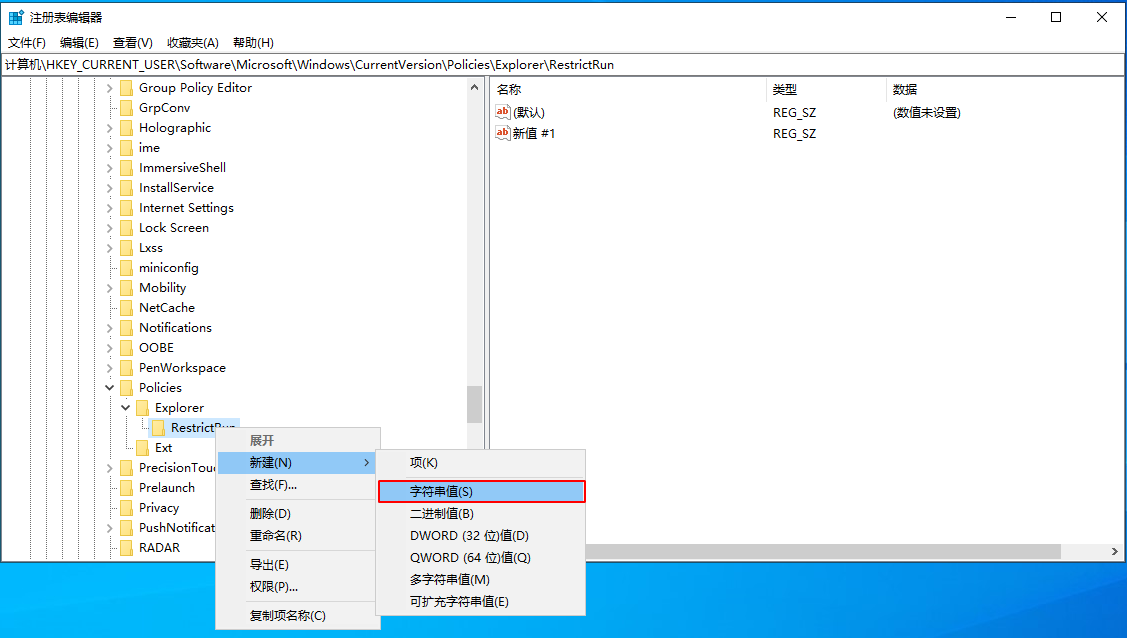 注册表编辑器
文件(F) 编辑(E) 查看(V) 收藏夹(A) 帮助(H)
计算机\HKEY_CURRENT_USER\Software\Microsoft\Windows\CurrentVersion\Policies\Explorer\RestrictRun
Group Policy Editor
GrpConv
Holographic
ime
ImmersiveShell
InstallService
Internet Settings
Lock Screen
Lxss
miniconfig
Mobility
NetCache
Notifications
OOBE
PenWorkspace
Policies
Explorer
RestrictRun
Ext
PrecisionTou
Prelaunch
Privacy
PushNotificat
RADAR
名称 类型 数据
ab (默认) REG_SZ (数值未设置)
ab 新值 #1 REG_SZ
展开
新建(N)
查找(F)...
删除(D)
重命名(R)
导出(E)
权限(P)...
复制项名称(C)
项(K)
字符串值(S)
二进制值(B)
DWORD (32 位)值(D)
QWORD (64 位)值(Q)
多字符串值(M)
可扩充字符串值(E)